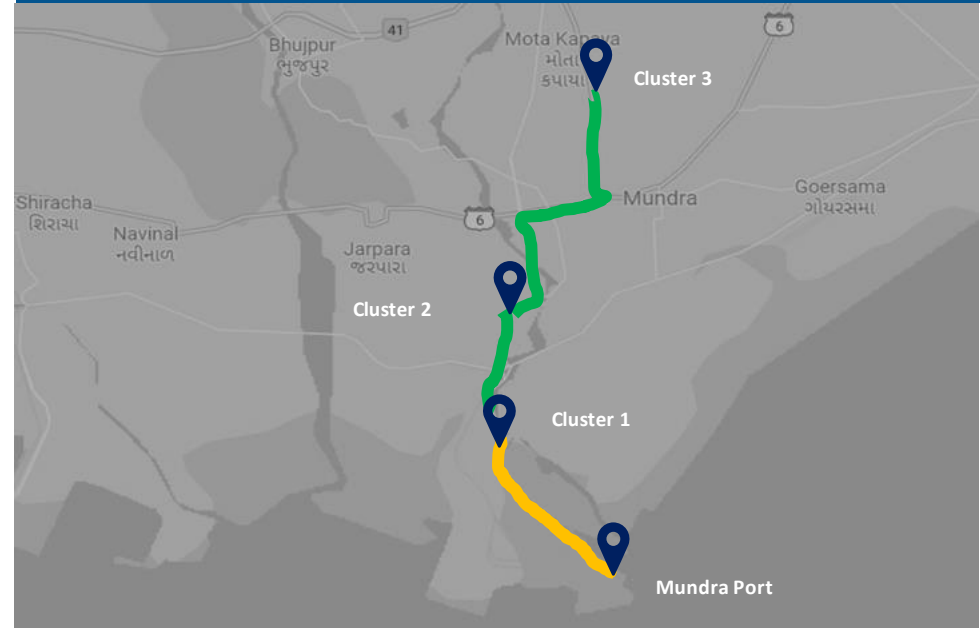 41
6
Bhujpur
ભુજપુર
Mota Kapaya
મોતા
કપાયા
Cluster 3
Shiracha
શિરાચા
Navinal
નવીનાળ
6
Mundra
Goersama
ગોયરસમા
Jarpara
જરપારા
Cluster 2
Cluster 1
Mundra Port